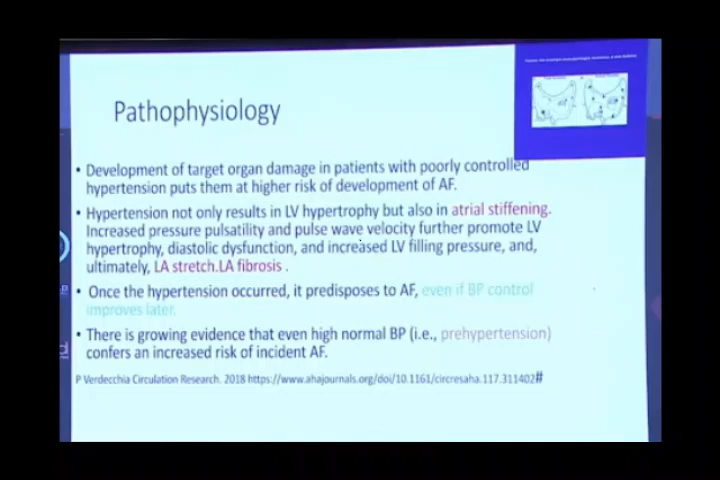 Pathophysiology
• Development of target organ damage in patients with poorly controlled
hypertension puts them at higher risk of development of AF.
• Hypertension not only results in LV hypertrophy but also in atrial stiffening.
Increased pressure pulsatility and pulse wave velocity further promote LV
hypertrophy, diastolic dysfunction, and increased LV filling pressure, and,
ultimately, LA stretch.LA fibrosis .
• Once the hypertension occurred, it predisposes to AF, even if BP control
improves later.
• There is growing evidence that even high normal BP (i.e., prehypertension)
confers an increased risk of incident AF.
P Verdecchia Circulation Research. 2018 https://www.ahajournals.org/doi/10.1161/circresaha.117.311402#